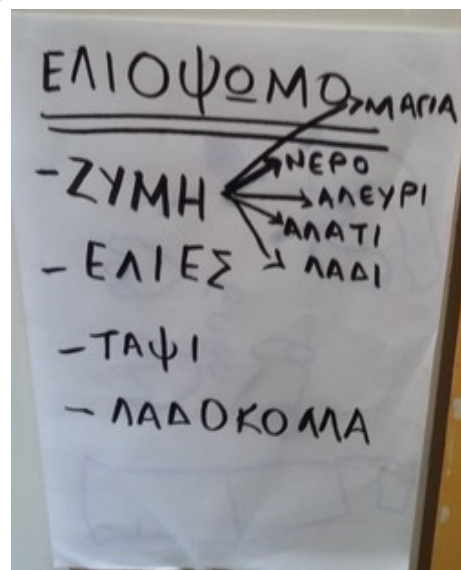 ΕΛΙΟΨΩΜΟ
ΜΑΓΙΑ
ΝΕΡΟ
- ΖΥΜΗ
ΑΛΕΥΡΙ
ΑΛΑΤΙ
- ΕΛΙΕΣ
ΛΑΔΙ
- ΤΑΨΙ
- ΛΑΔΟΚΟΛΛΑ